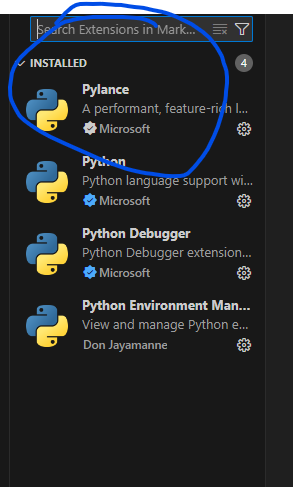 Search Extensions in Mark...
INSTALLED
4
Pylance
A performant, feature-rich l...
Microsoft
Python
Python language support wi...
Microsoft
Python Debugger
Python Debugger extension...
Microsoft
Python Environment Man...
View and manage Python e...
Don Jayamanne